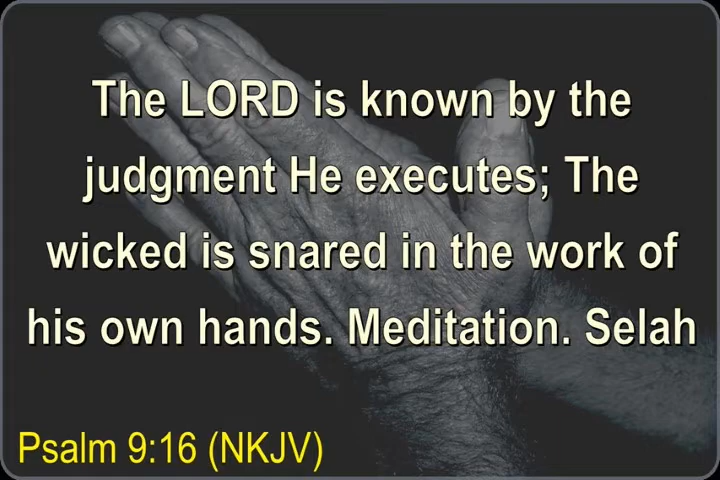 The LORD is known by the
judgment He executes; The
wicked is snared in the work of
his own hands. Meditation. Selah
Psalm 9:16 (NKJV)